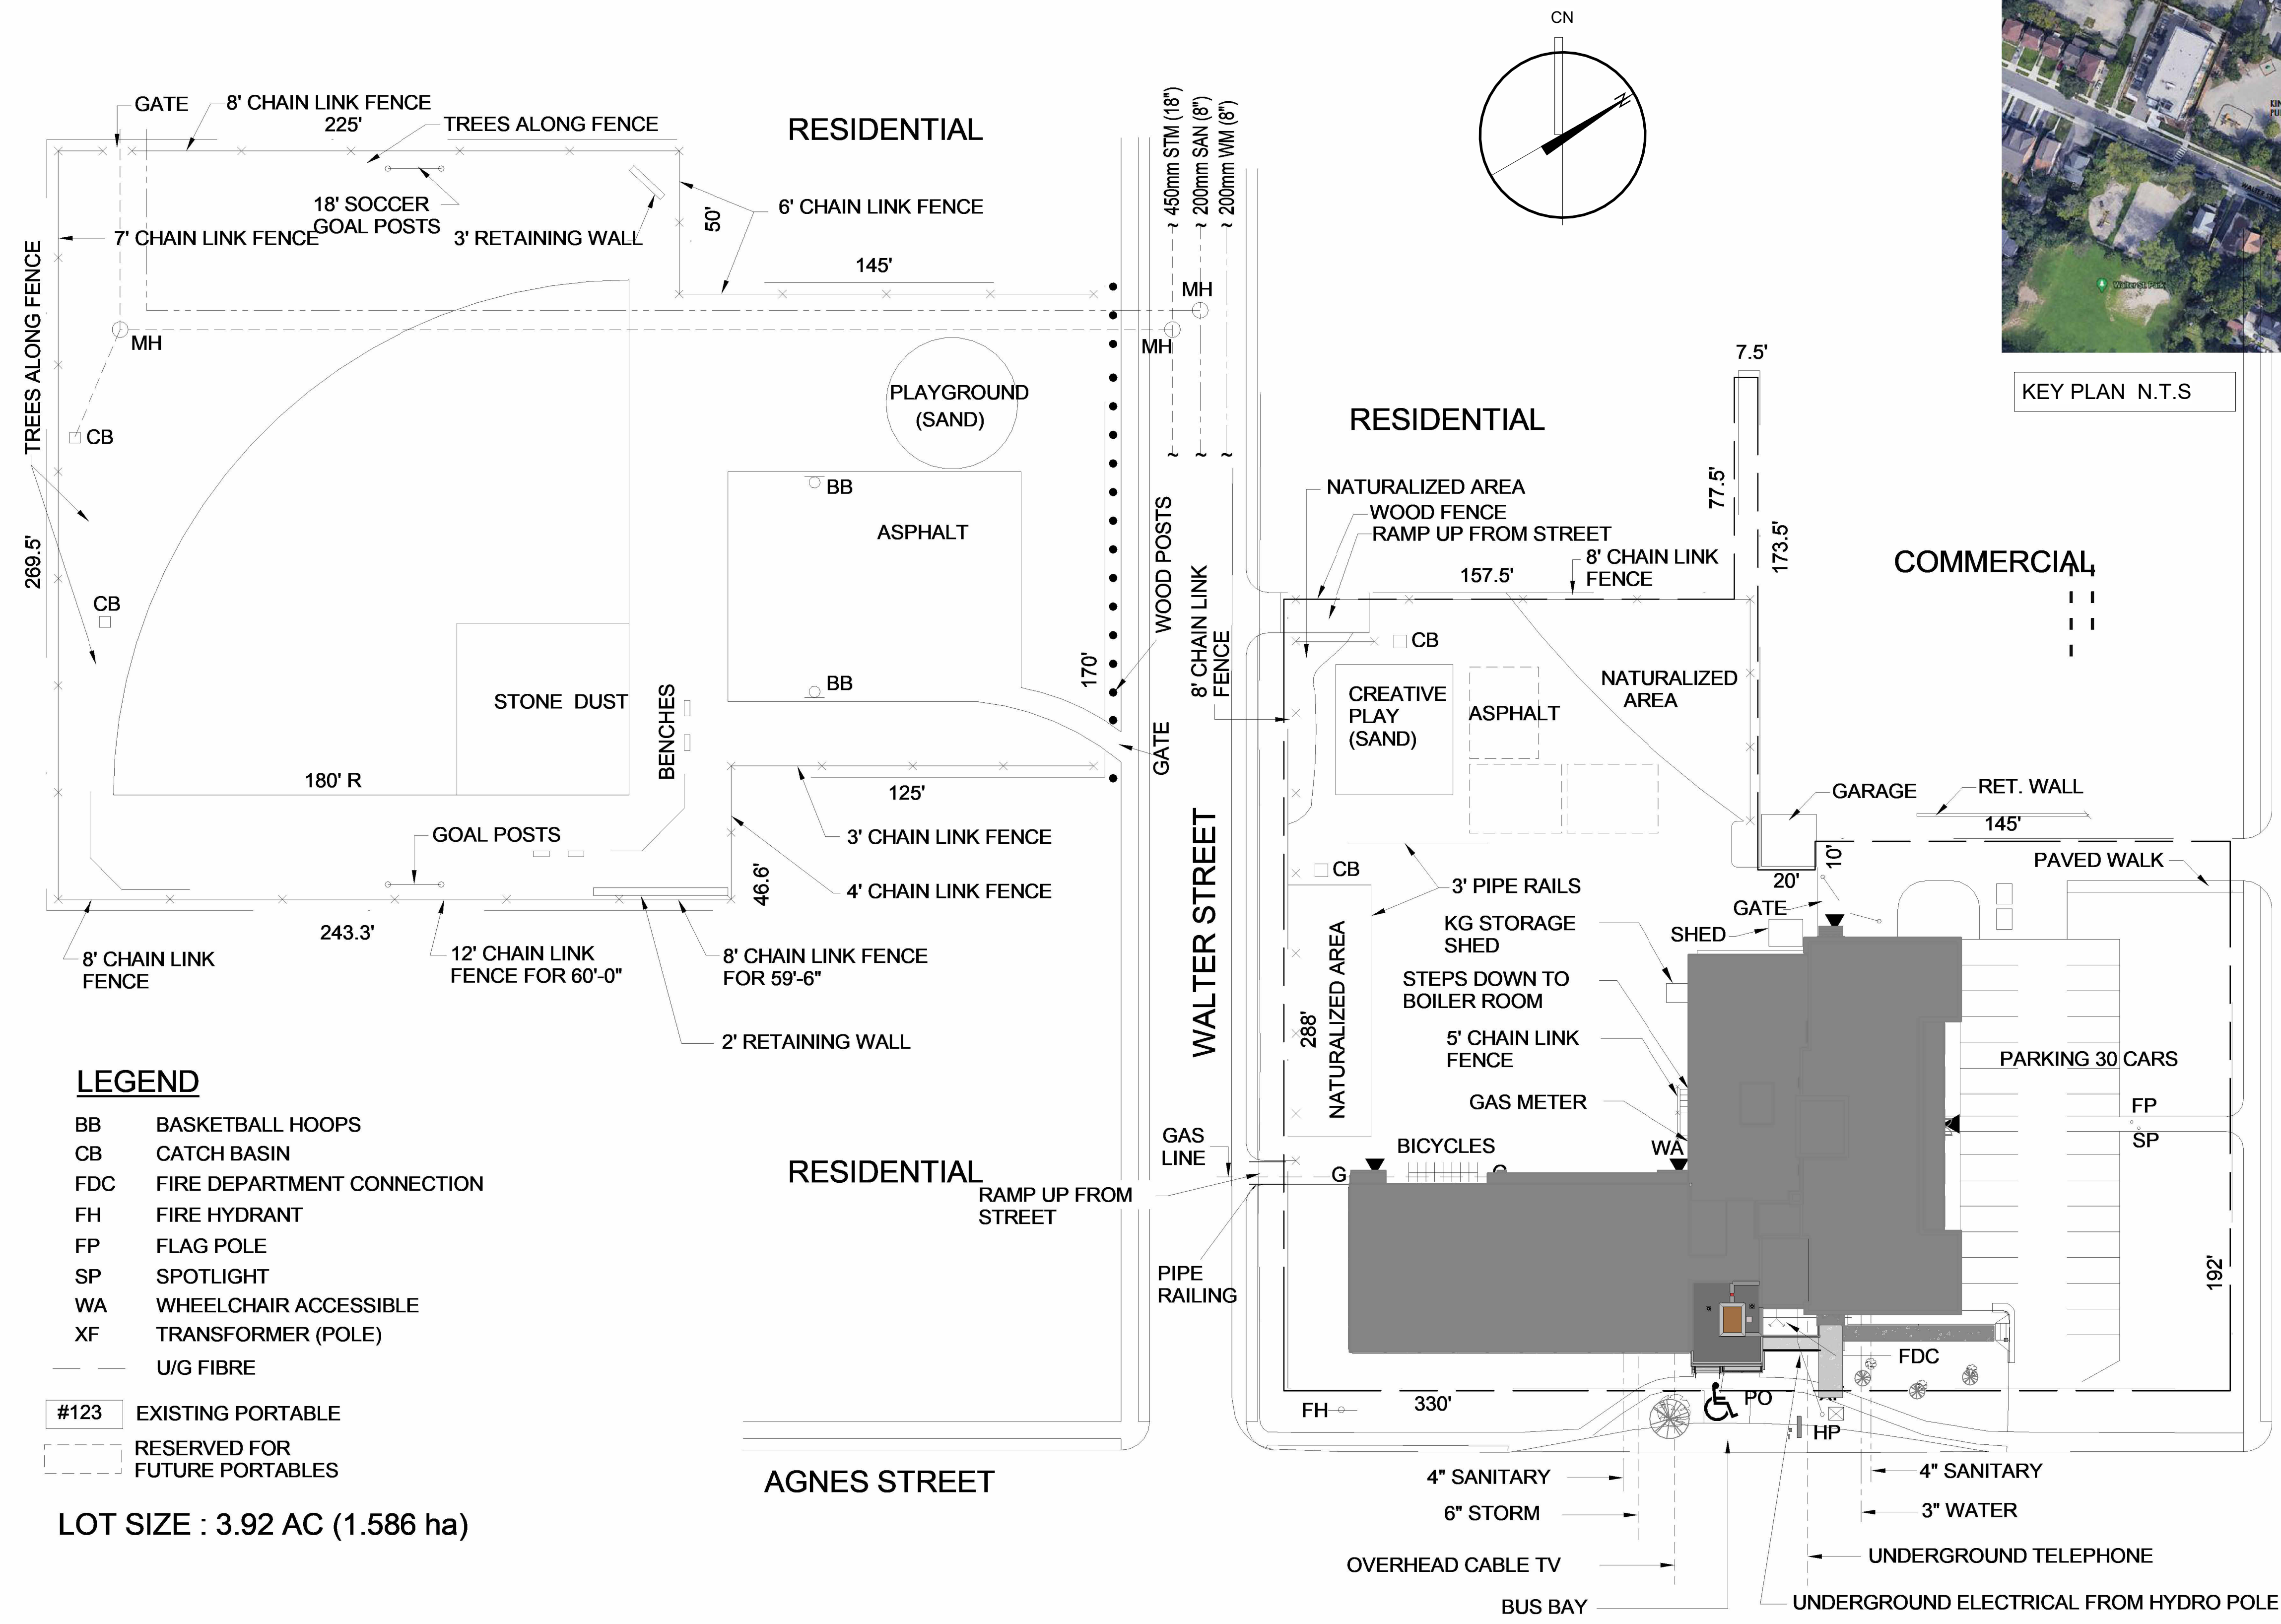 CN
N
GATE
8' CHAIN LINK FENCE
225'
TREES ALONG FENCE
RESIDENTIAL
18' SOCCER
GOAL POSTS
7' CHAIN LINK FENCE
3' RETAINING WALL
50'
6' CHAIN LINK FENCE
145'
TREES ALONG FENCE
269.5'
MH
CB
CB
~ 450mm STM (18") ~
~ 200mm SAN (8") ~
~ 200mm WM (8") ~
MH
MH
PLAYGROUND
(SAND)
BB
ASPHALT
BB
STONE DUST
BENCHES
180' R
170'
WOOD POSTS
GATE
8' CHAIN LINK
FENCE
125'
3' CHAIN LINK FENCE
4' CHAIN LINK FENCE
46.6'
GOAL POSTS
243.3'
8' CHAIN LINK
FENCE
12' CHAIN LINK
FENCE FOR 60'-0"
8' CHAIN LINK FENCE
FOR 59'-6"
2' RETAINING WALL
WALTER STREET
Walter St. Park
KEY PLAN N.T.S
7.5'
RESIDENTIAL
77.5'
173.5'
COMMERCIAL
NATURALIZED AREA
WOOD FENCE
RAMP UP FROM STREET
8' CHAIN LINK
FENCE
157.5'
CB
CREATIVE
PLAY
(SAND)
ASPHALT
NATURALIZED
AREA
GARAGE
RET. WALL
145'
10'
20'
PAVED WALK
CB
3' PIPE RAILS
GATE
SHED
KG STORAGE
SHED
STEPS DOWN TO
BOILER ROOM
5' CHAIN LINK
FENCE
GAS METER
288'
NATURALIZED AREA
PARKING 30 CARS
FP
SP
BICYCLES
WA
G
GAS
LINE
RESIDENTIAL
RAMP UP FROM
STREET
PIPE
RAILING
192'
FDC
FH
330'
PO
HP
4" SANITARY
6" STORM
OVERHEAD CABLE TV
BUS BAY
4" SANITARY
3" WATER
UNDERGROUND TELEPHONE
UNDERGROUND ELECTRICAL FROM HYDRO POLE
AGNES STREET
LEGEND
BB BASKETBALL HOOPS
CB CATCH BASIN
FDC FIRE DEPARTMENT CONNECTION
FH FIRE HYDRANT
FP FLAG POLE
SP SPOTLIGHT
WA WHEELCHAIR ACCESSIBLE
XF TRANSFORMER (POLE)
U/G FIBRE
#123 EXISTING PORTABLE
RESERVED FOR
FUTURE PORTABLES
LOT SIZE : 3.92 AC (1.586 ha)